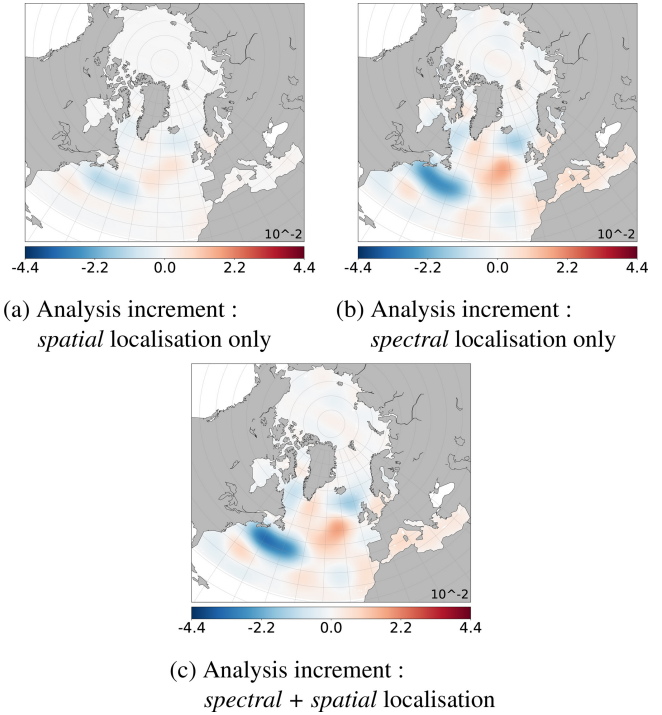 10^-2 10^-2
-4.4 -2.2 0.0 2.2 4.4 -4.4 -2.2 0.0 2.2 4.4
(a) Analysis increment :
spatial localisation only
(b) Analysis increment :
spectral localisation only
10^-2
-4.4 -2.2 0.0 2.2 4.4
(c) Analysis increment :
spectral + spatial localisation